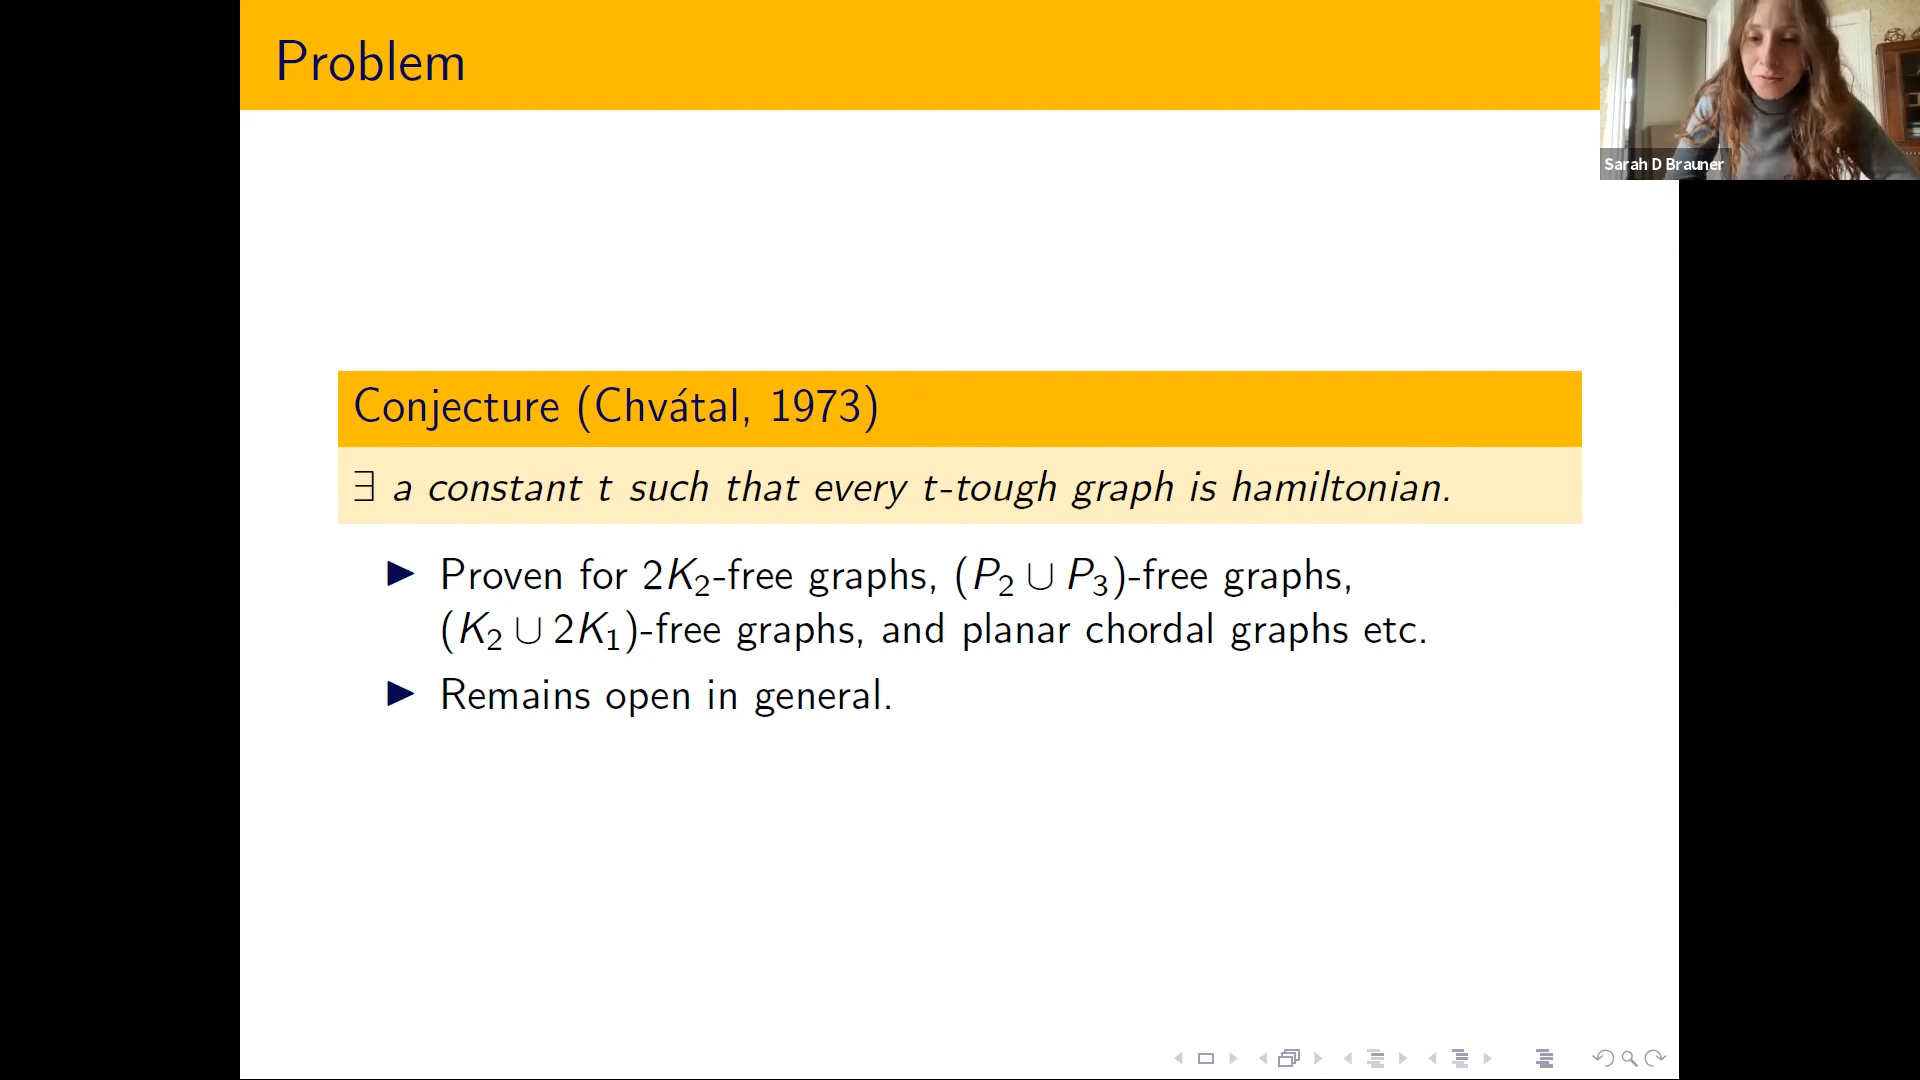 Problem
Sarah D Brauner
Conjecture (Chvátal, 1973)
∃ a constant t such that every t-tough graph is hamiltonian.
▶ Proven for 2K₂-free graphs, (P₂ ∪ P₃)-free graphs,
(K₂ ∪ 2K₁)-free graphs, and planar chordal graphs etc.
▶ Remains open in general.